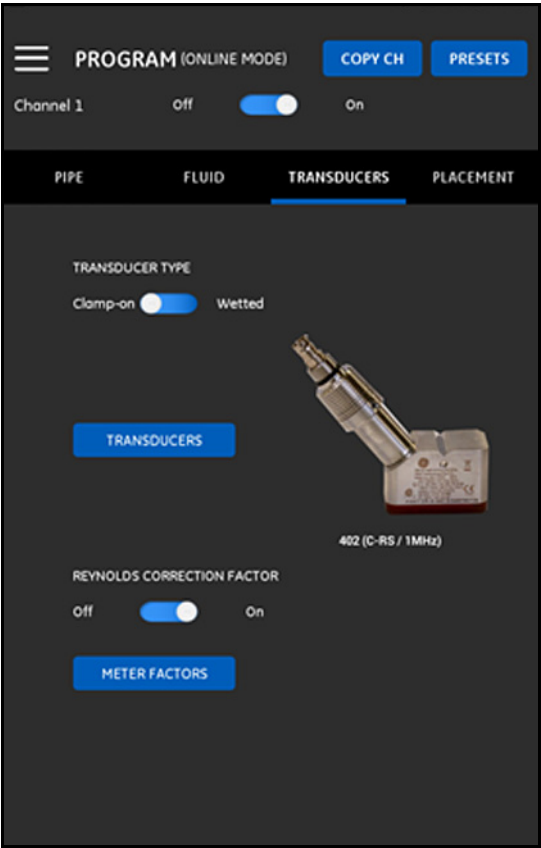 PROGRAM (ONLINE MODE)
COPY CH
PRESETS
Channel 1
Off
On
PIPE
FLUID
TRANSDUCERS
PLACEMENT
TRANSDUCER TYPE
Clamp-on
Wetted
TRANSDUCERS
402 (C-RS / 1MHz)
REYNOLDS CORRECTION FACTOR
Off
On
METER FACTORS